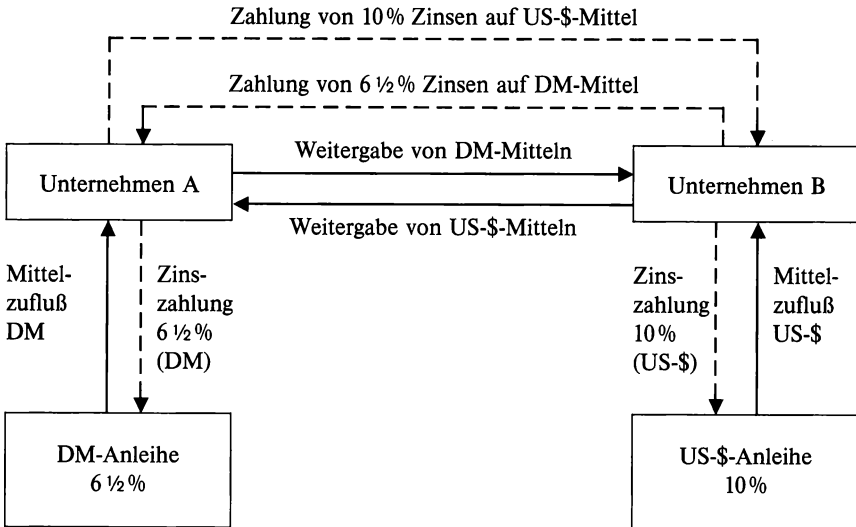 Zahlung von 10% Zinsen auf US-$-Mittel
Zahlung von 6 ½% Zinsen auf DM-Mittel
Unternehmen A
Weitergabe von DM-Mitteln
Weitergabe von US-$-Mitteln
Unternehmen B
Mittel-
zufluß
DM
Zins-
zahlung
6 ½%
(DM)
Zins-
zahlung
10%
(US-$)
Mittel-
zufluß
US-$
DM-Anleihe
6 ½%
US-$-Anleihe
10%